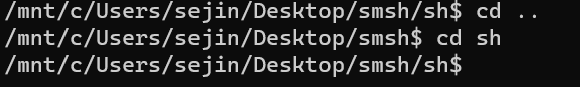 /mnt/c/Users/sejin/Desktop/smsh/sh$ cd ..
/mnt/c/Users/sejin/Desktop/smsh$ cd sh
/mnt/c/Users/sejin/Desktop/smsh/sh$